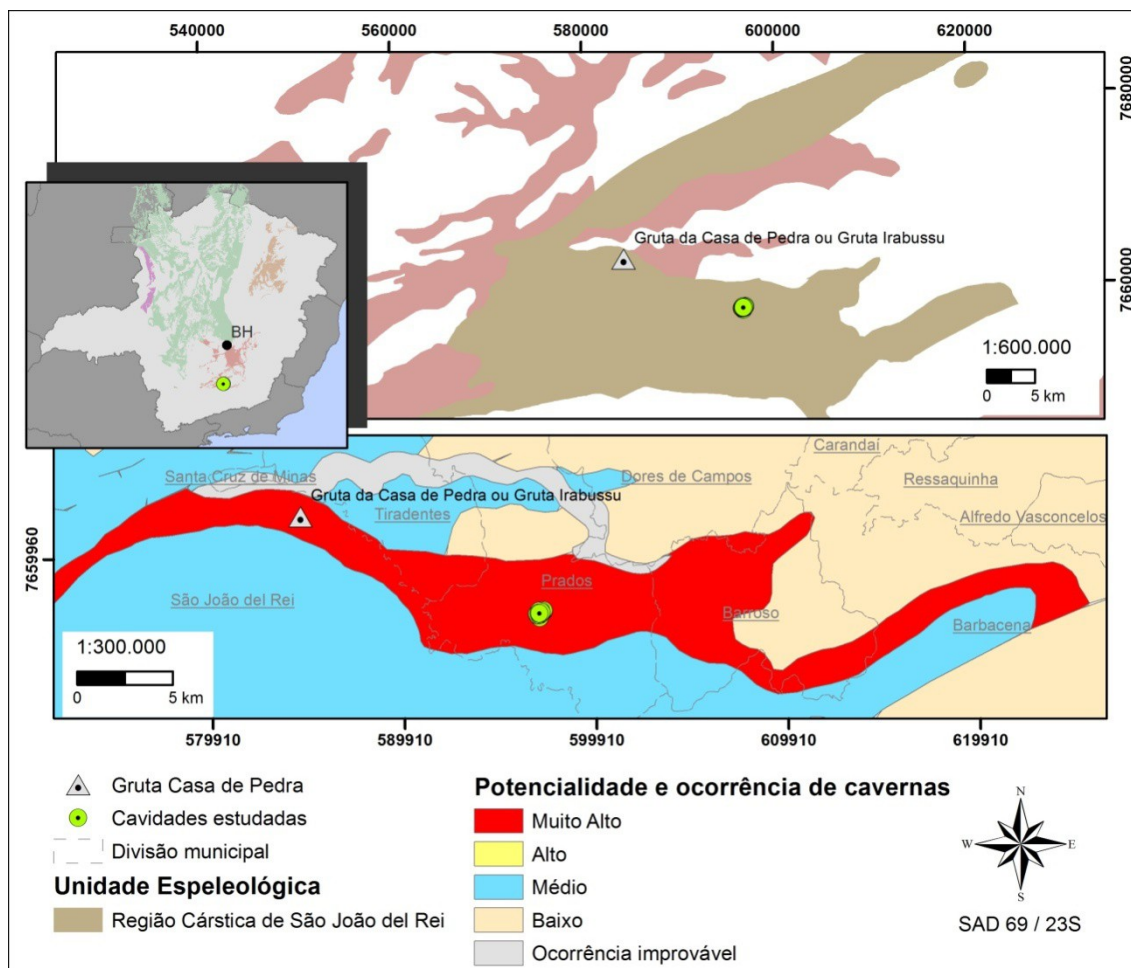 540000 560000 580000 600000 620000
7680000
Gruta da Casa de Pedra ou Gruta Irabussu
7660000
BH
1:600.000
0 5 km
Carandaí
Santa Cruz de Minas
Dores de Campos
Ressaquinha
Gruta da Casa de Pedra ou Gruta Irabussu
Tiradentes
Alfredo Vasconcelos
7659960
Prados
São João del Rei
Barroso
Barbacena
1:300.000
0 5 km
579910 589910 599910 609910 619910
Gruta Casa de Pedra
Cavidades estudadas
Divisão municipal
Unidade Espeleológica
Região Cárstica de São João del Rei
Potencialidade e ocorrência de cavernas
Muito Alto
Alto
Médio
Baixo
Ocorrência improvável
N
W E
S
SAD 69 / 23S